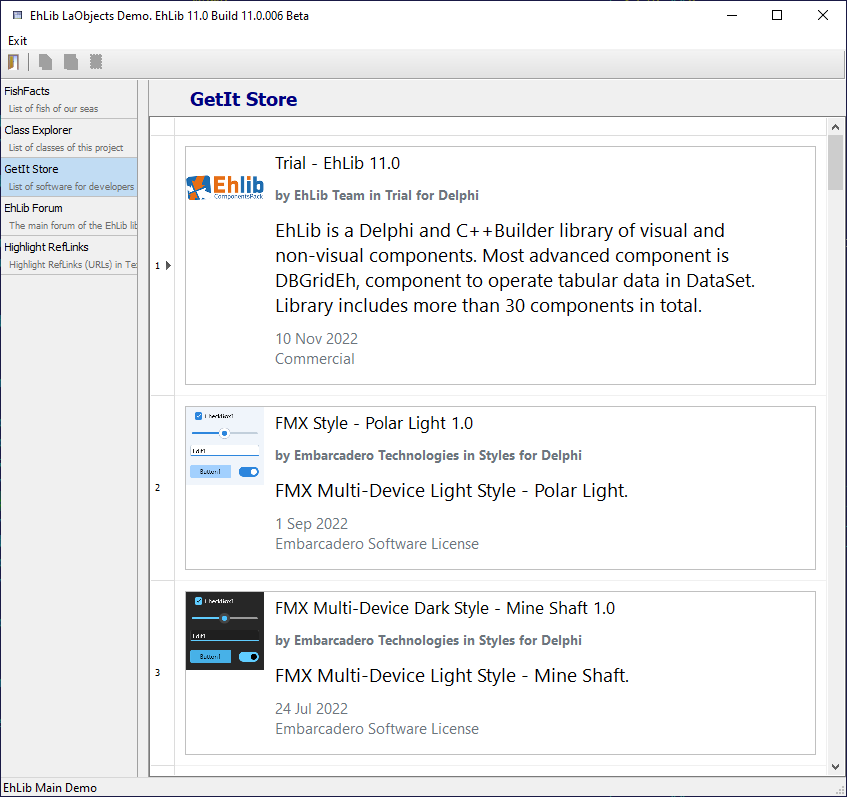 EhLib LaObjects Demo. EhLib 11.0 Build 11.0.006 Beta
Exit
FishFacts
List of fish of our seas
Class Explorer
List of classes of this project
GetIt Store
List of software for developers
EhLib Forum
The main forum of the EhLib lib
Highlight RefLinks
Highlight RefLinks (URLs) in Te
GetIt Store
1
Ehlib
ComponentsPack
Trial - EhLib 11.0
by EhLib Team in Trial for Delphi
EhLib is a Delphi and C++Builder library of visual and
non-visual components. Most advanced component is
DBGridEh, component to operate tabular data in DataSet.
Library includes more than 30 components in total.
10 Nov 2022
Commercial
2
CheckBox1
Edit1
Button1
FMX Style - Polar Light 1.0
by Embarcadero Technologies in Styles for Delphi
FMX Multi-Device Light Style - Polar Light.
1 Sep 2022
Embarcadero Software License
3
CheckBox1
Edit1
Button1
FMX Multi-Device Dark Style - Mine Shaft 1.0
by Embarcadero Technologies in Styles for Delphi
FMX Multi-Device Light Style - Mine Shaft.
24 Jul 2022
Embarcadero Software License
EhLib Main Demo